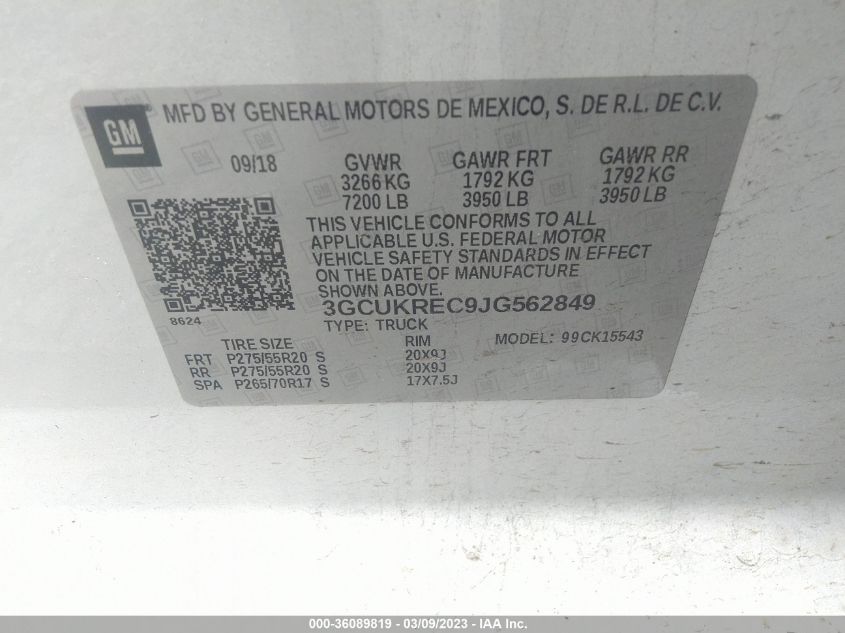 GM
MFD BY GENERAL MOTORS DE MEXICO, S. DE R.L. DE C.V.
09/18 GVWR GAWR FRT GAWR RR
3266 KG 1792 KG 1792 KG
7200 LB 3950 LB 3950 LB
THIS VEHICLE CONFORMS TO ALL
APPLICABLE U.S. FEDERAL MOTOR
VEHICLE SAFETY STANDARDS IN EFFECT
ON THE DATE OF MANUFACTURE
SHOWN ABOVE.
8624 3GCUKREC9JG562849
TYPE: TRUCK MODEL: 99CK15543
TIRE SIZE RIM
FRT P275/55R20 S 20X9J
RR P275/55R20 S 20X9J
SPA P265/70R17 S 17X7.5J
000-36089819 - 03/09/2023 - IAA Inc.